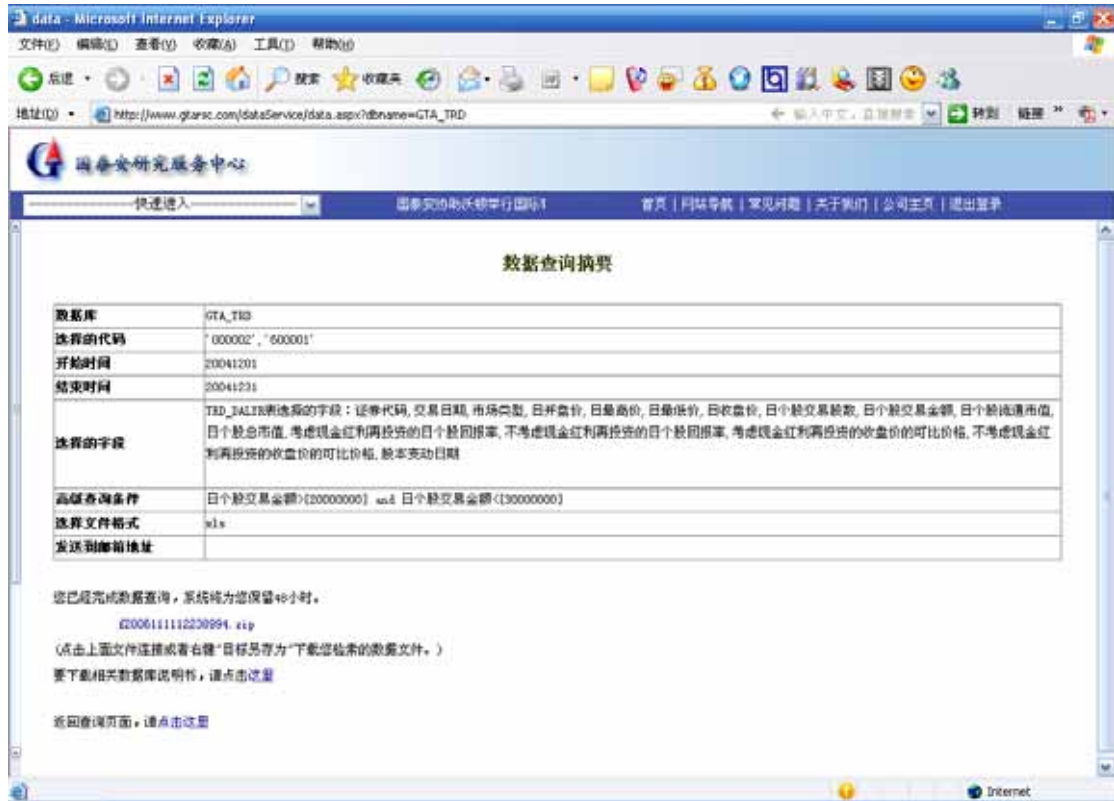 data - Microsoft Internet Explorer
文件(F) 编辑(E) 查看(V) 收藏(A) 工具(T) 帮助(H)
后退 搜索 收藏夹
地址(D) http://www.gtarsc.com/dataService/data.aspx?dbname=GTA_TRD 转到 链接 »
国泰安研究服务中心
快速进入 首页 | 网站导航 | 常见问题 | 关于我们 | 公司主页 | 退出登录
数据查询摘要
数据库 GTA_TRD
选择的代码 '000002','600001'
开始时间 20041201
结束时间 20041231
选择的字段 TRD_DALYR表选择的字段:证券代码,交易日期,市场类型,日开盘价,日最高价,日最低价,日收盘价,日个股交易股数,日个股交易金额,日个股流通市值,
日个股总市值,考虑现金红利再投资的日个股回报率,不考虑现金红利再投资的日个股回报率,考虑现金红利再投资的收盘价的可比价格,不考虑现金红
利再投资的收盘价的可比价格,股本变动日期
高级查询条件 日个股交易金额>[20000000] and 日个股交易金额<[30000000]
选择文件格式 xls
发送到邮箱地址
您已经完成数据查询,系统将为您保留48小时。
(点击上面文件连接或者右键"目标另存为"下载您检索的数据文件。)
要下载相关数据库说明书,请点击这里
返回查询页面,请点击这里
Internet